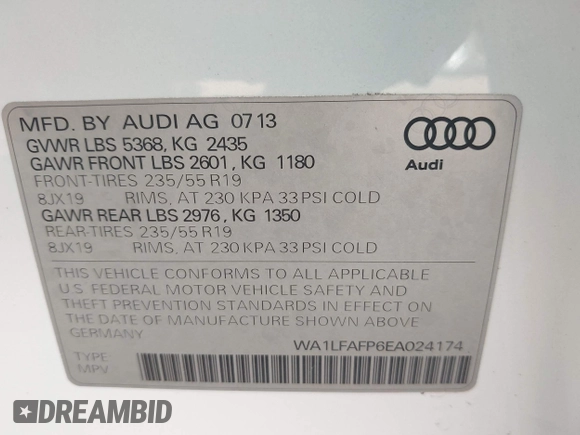 MFD. BY AUDI AG 07 13
GVWR LBS 5368, KG 2435
GAWR FRONT LBS 2601, KG 1180
FRONT-TIRES 235/55 R19
8JX19 RIMS, AT 230 KPA 33 PSI COLD
GAWR REAR LBS 2976, KG 1350
REAR-TIRES 235/55 R19
8JX19 RIMS, AT 230 KPA 33 PSI COLD
Audi
THIS VEHICLE CONFORMS TO ALL APPLICABLE
U.S. FEDERAL MOTOR VEHICLE SAFETY AND
THEFT PREVENTION STANDARDS IN EFFECT ON
THE DATE OF MANUFACTURE SHOWN ABOVE.
GERMANY
WA1LFAFP6EA024174
TYPE
MPV
DREAMBID